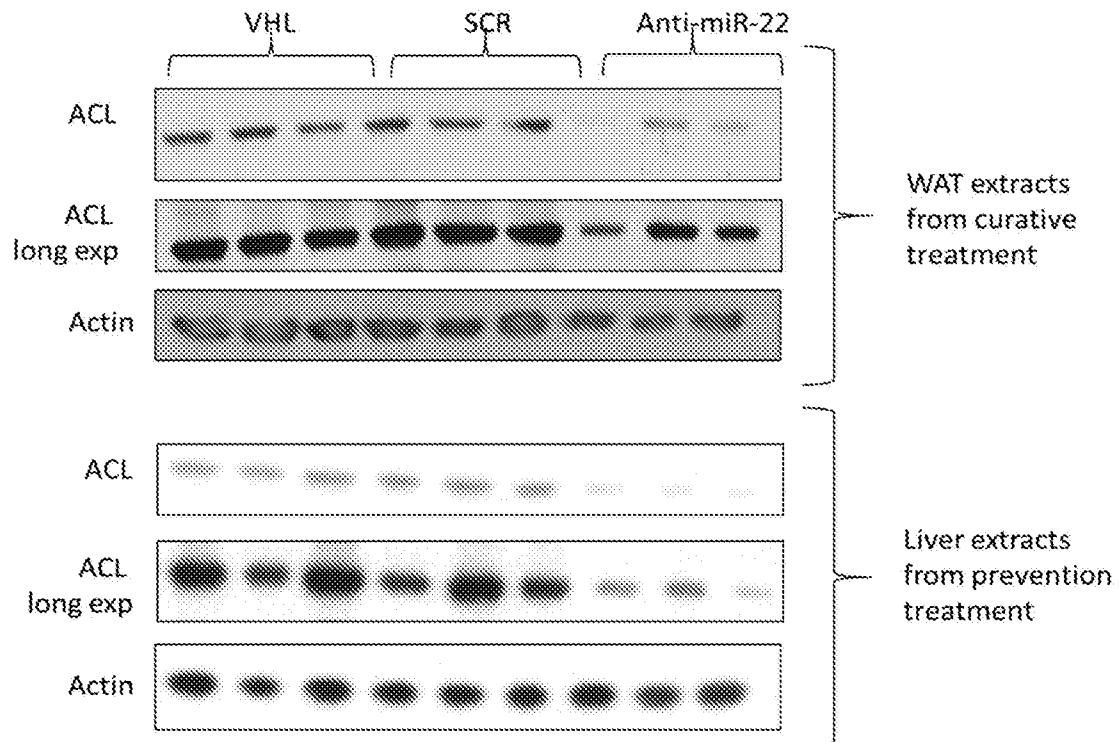 VHL SCR Anti-miR-22
ACL
ACL
long exp
Actin
WAT extracts
from curative
treatment
ACL
ACL
long exp
Actin
Liver extracts
from prevention
treatment